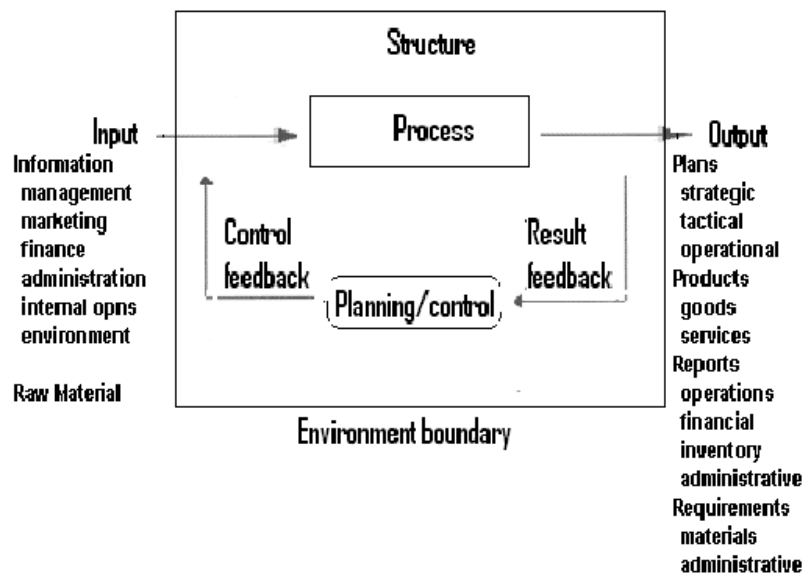 Structure
Input
Process
Output
Information
management
marketing
finance
administration
internal opns
environment
Raw Material
Control
feedback
Planning/control
Result
feedback
Plans
strategic
tactical
operational
Products
goods
services
Reports
operations
financial
inventory
administrative
Requirements
materials
administrative
Environment boundary